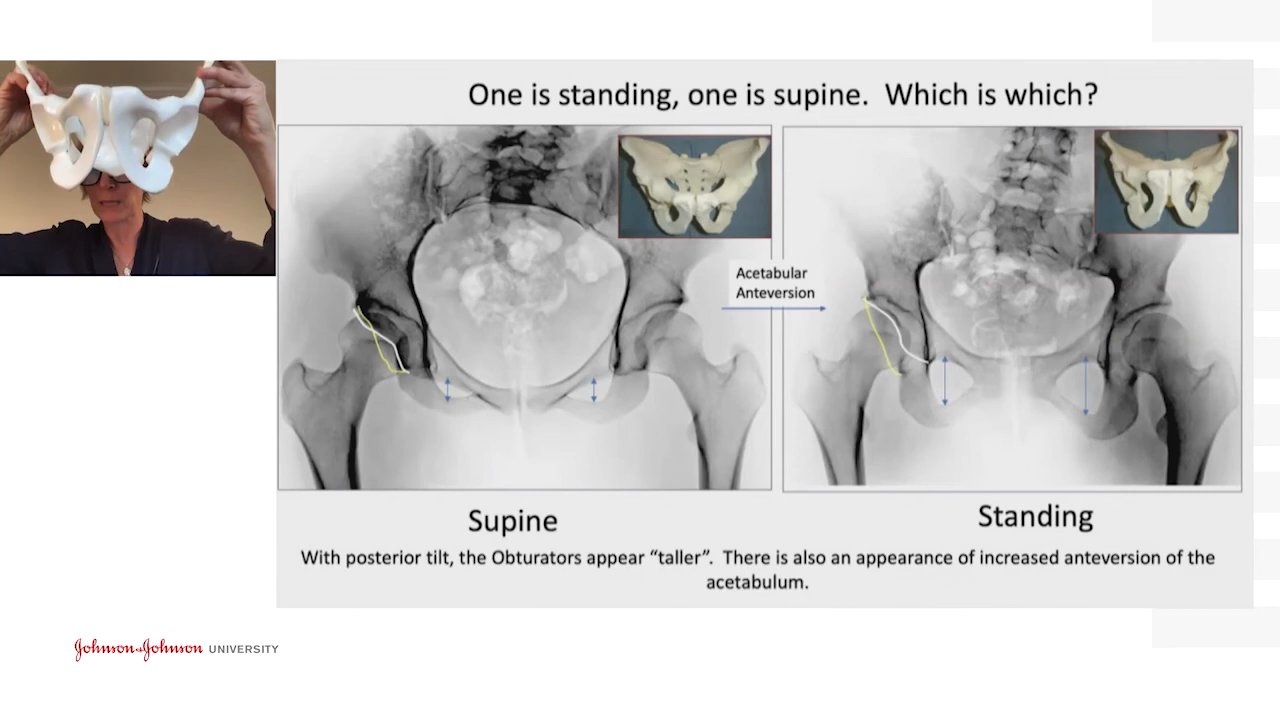 One is standing, one is supine.  Which is which?
Acetabular
Anteversion
Supine
Standing
With posterior tilt, the Obturators appear “taller”.  There is also an appearance of increased anteversion of the
acetabulum.
Johnson&Johnson UNIVERSITY